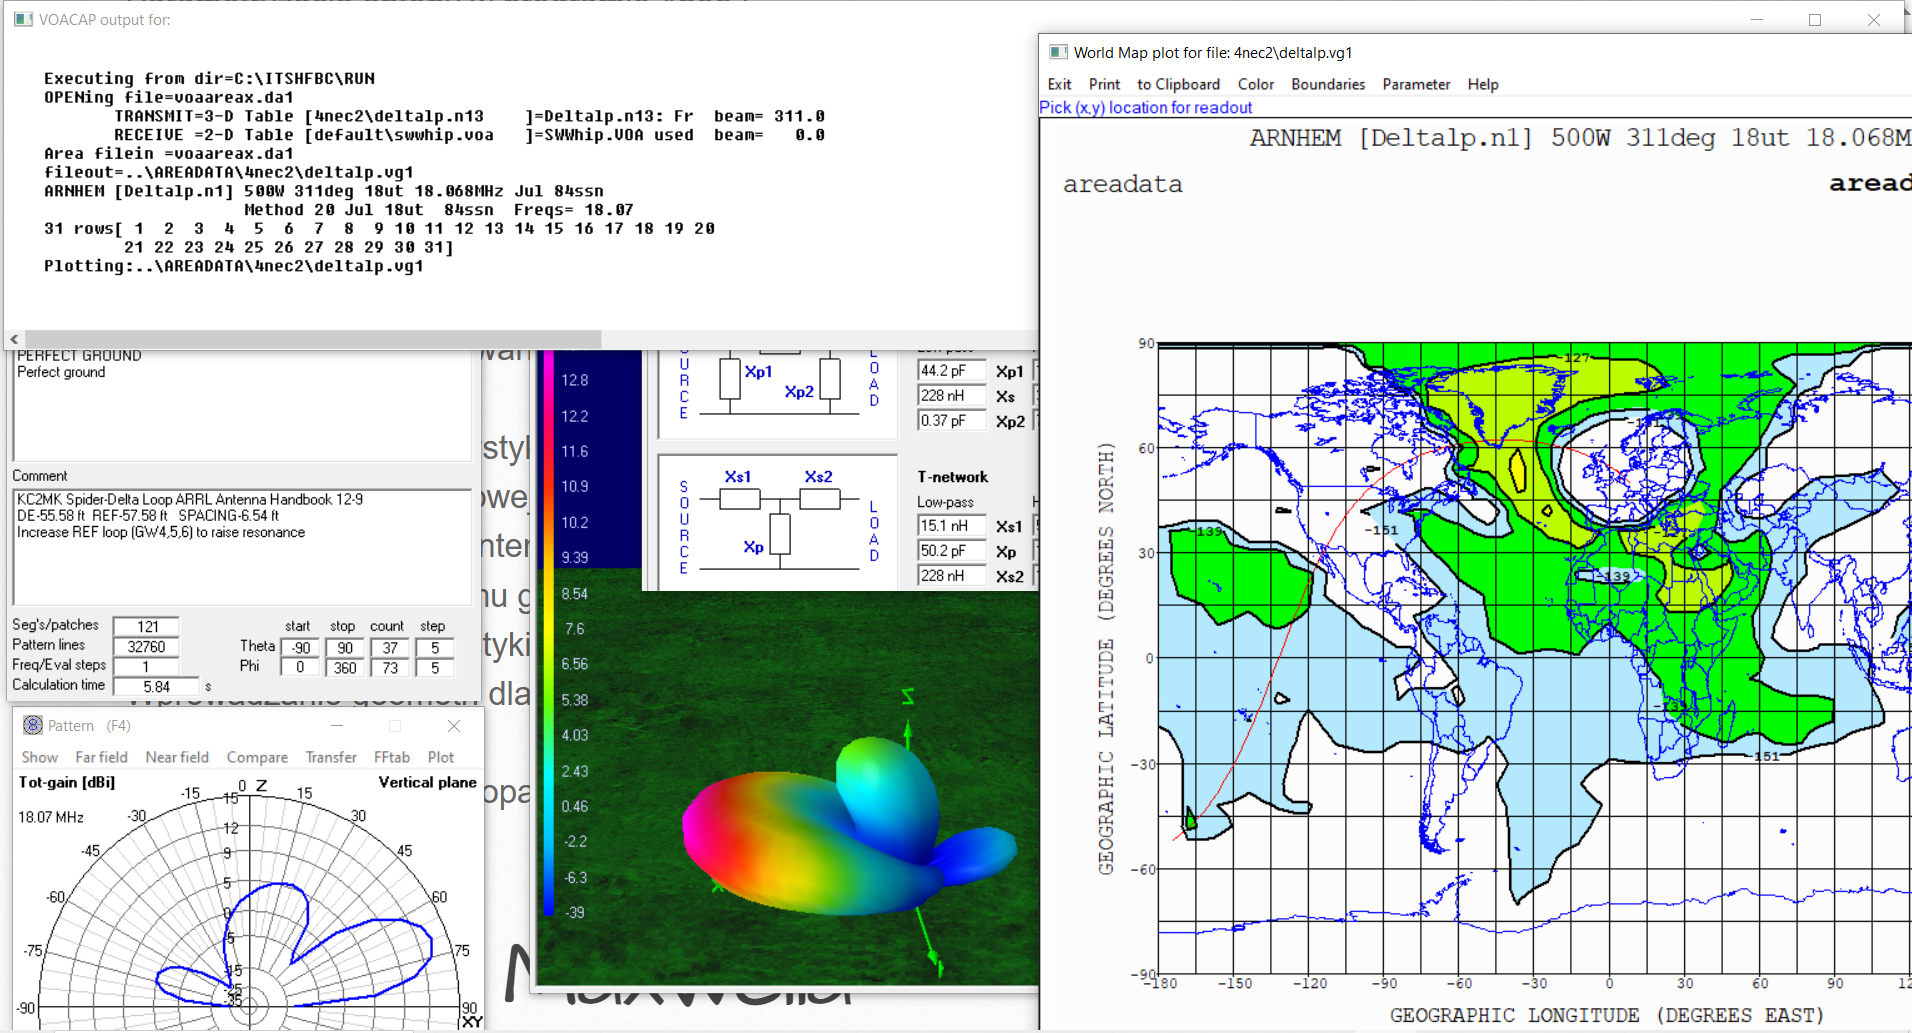 VOACAP output for:
Executing from dir=C:\ITSHFBC\RUN
OPENing file=voaareax.da1
TRANSMIT=3-D Table [4nec2\deltalp.n13 ]=Deltalp.n13: Fr beam= 311.0
RECEIVE =2-D Table [default\swwhip.voa ]=SWWhip.VOA used beam= 0.0
Area filein =voaareax.da1
fileout=..\AREADATA\4nec2\deltalp.vg1
ARNHEM [Deltalp.n1] 500W 311deg 18ut 18.068MHz Jul 84ssn
Method 20 Jul 18ut 84ssn Freqs= 18.07
31 rows[ 1 2 3 4 5 6 7 8 9 10 11 12 13 14 15 16 17 18 19 20
21 22 23 24 25 26 27 28 29 30 31]
Plotting:..\AREADATA\4nec2\deltalp.vg1
PERFECT GROUND
Perfect ground
Comment
KC2MK Spider-Delta Loop ARRL Antenna Handbook 12-9
DE-55.58 ft REF-57.58 ft SPACING-6.54 ft
Increase REF loop (GW4,5,6) to raise resonance
Seg's/patches 121
Pattern lines 32760
Freq/Eval steps 1
Calculation time 5.84 s
start stop count step
Theta -90 90 37 5
Phi 0 360 73 5
Pattern (F4)
Show Far field Near field Compare Transfer FFtab Plot
Tot-gain [dBi]
Vertical plane
18.07 MHz
0 Z
-15 15
-30 30
-45 45
-60 60
-75 75
-90 90
XY
15
12
9
5
0
-5
-15
12.8
12.2
11.6
10.9
10.2
9.39
8.54
7.6
6.56
5.38
4.03
2.43
0.46
-2.2
-6.3
-39
Z
Xp1
Xp2
44.2 pF Xp1
228 nH Xs
0.37 pF Xp2
SOURCE
Xs1 Xs2
Xp
LOAD
T-network
Low-pass
15.1 nH Xs1
50.2 pF Xp
228 nH Xs2
World Map plot for file: 4nec2\deltalp.vg1
Exit Print to Clipboard Color Boundaries Parameter Help
Pick (x,y) location for readout
ARNHEM [Deltalp.n1] 500W 311deg 18ut 18.068M
areadata
aread
GEOGRAPHIC LATITUDE (DEGREES NORTH)
90
60
30
0
-30
-60
-90
-127
-151
-139
-139
-139
-151
-180 -150 -120 -90 -60 -30 0 30 60 90 12
GEOGRAPHIC LONGITUDE (DEGREES EAST)